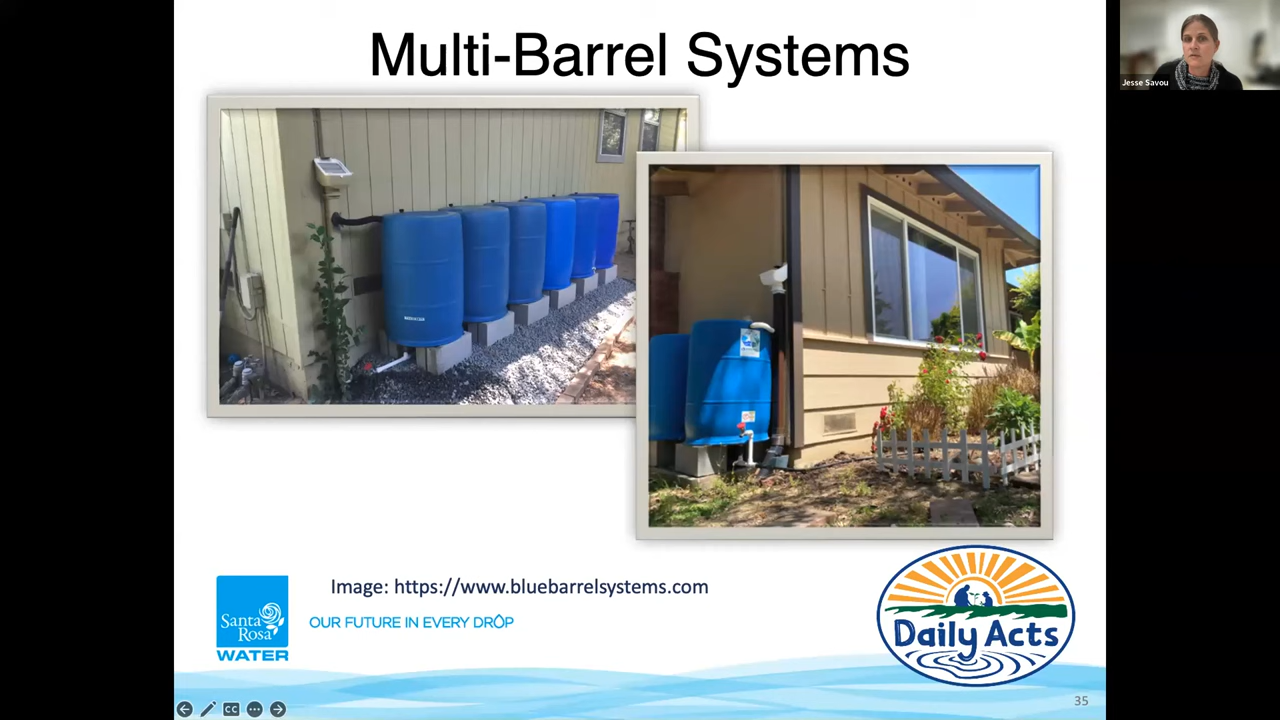 Multi-Barrel Systems
Jesse Savou
Image: https://www.bluebarrelsystems.com
Santa
Rosa
WATER
OUR FUTURE IN EVERY DROP
Daily Acts
CC
35